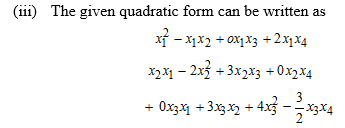 (iii) The given quadratic form can be written as
x₁² − x₁x₂ + 0x₁x₃ + 2x₁x₄
x₂x₁ − 2x₂² + 3x₂x₃ + 0x₂x₄
+ 0x₃x₁ + 3x₃x₂ + 4x₃² − 3/2 x₃x₄